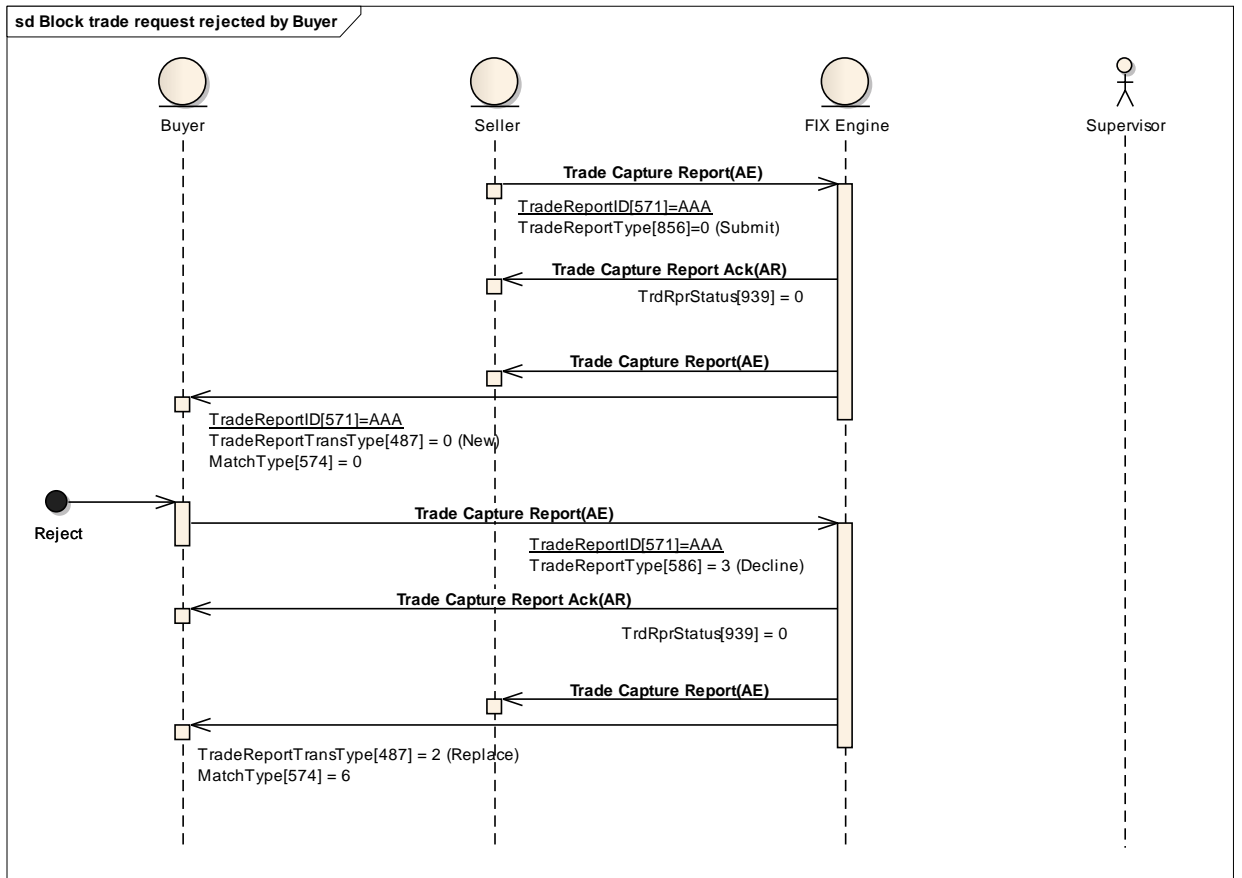 sd Block trade request rejected by Buyer
Buyer
Seller
FIX Engine
Supervisor
Trade Capture Report(AE)
TradeReportID[571]=AAA
TradeReportType[856]=0 (Submit)
Trade Capture Report Ack(AR)
TrdRprStatus[939] = 0
Trade Capture Report(AE)
TradeReportID[571]=AAA
TradeReportTransType[487] = 0 (New)
MatchType[574] = 0
Reject
Trade Capture Report(AE)
TradeReportID[571]=AAA
TradeReportType[586] = 3 (Decline)
Trade Capture Report Ack(AR)
TrdRprStatus[939] = 0
Trade Capture Report(AE)
TradeReportTransType[487] = 2 (Replace)
MatchType[574] = 6